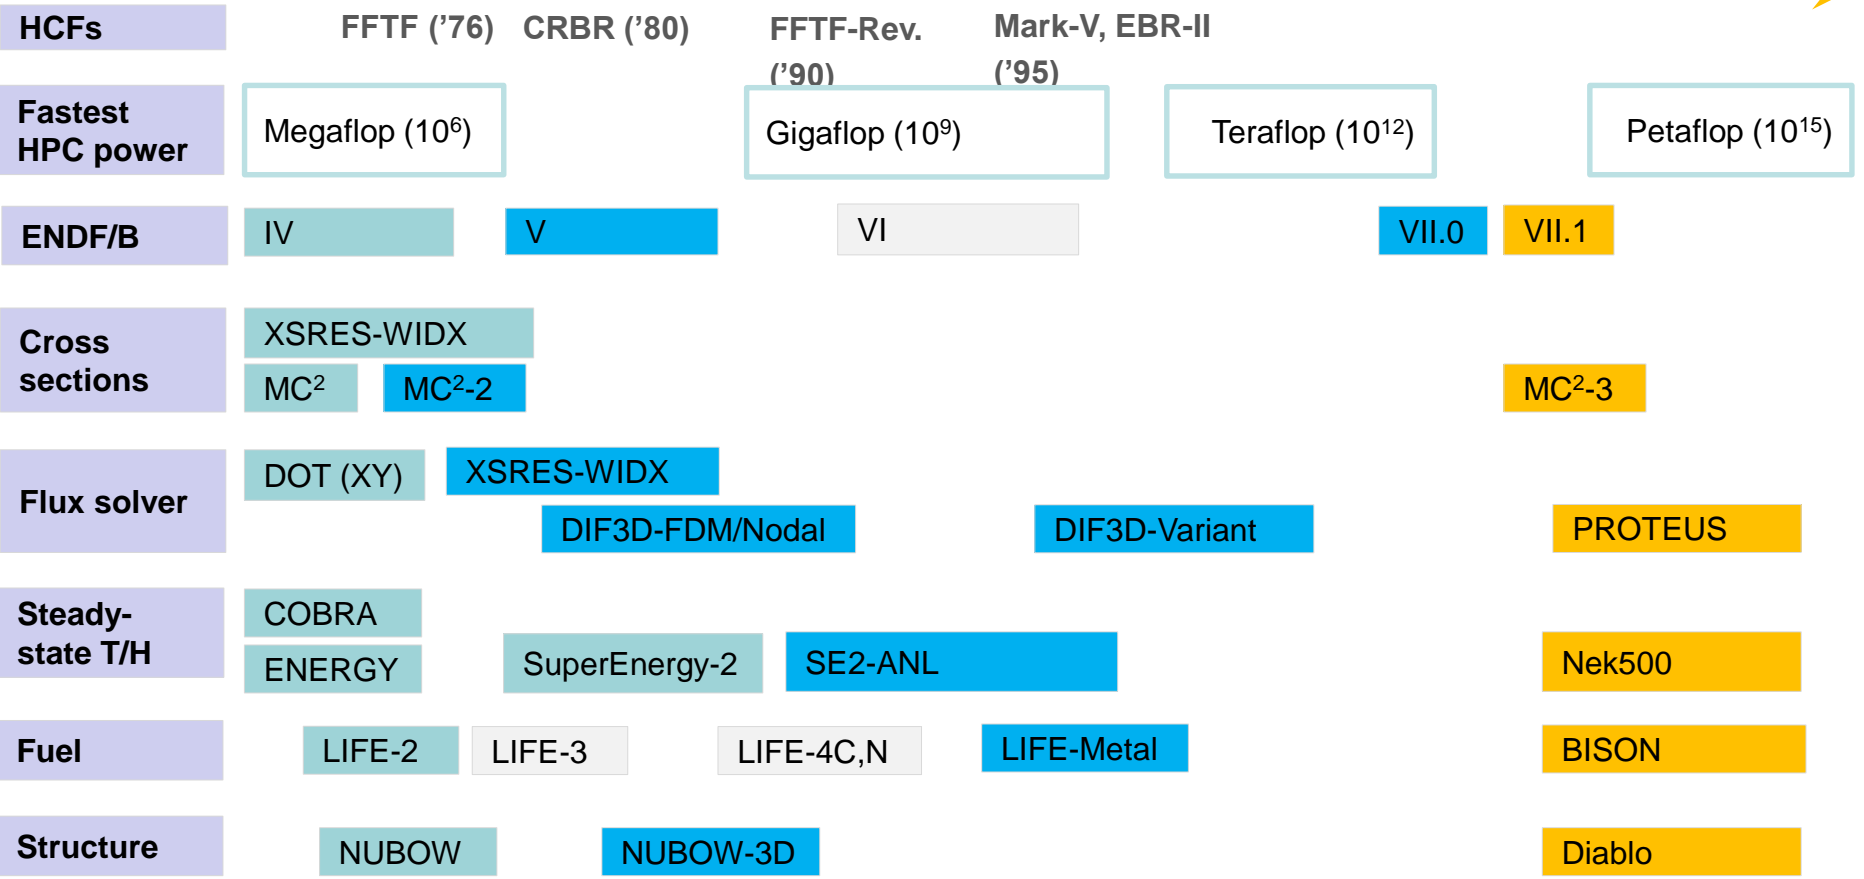 HCFs
FFTF (’76)
CRBR (’80)
FFTF-Rev.
(’90)
Mark-V, EBR-II
(’95)
Fastest
HPC power
Megaflop (10⁶)
Gigaflop (10⁹)
Teraflop (10¹²)
Petaflop (10¹⁵)
ENDF/B
IV
V
VI
VII.0
VII.1
Cross
sections
XSRES-WIDX
MC²
MC²-2
MC²-3
Flux solver
DOT (XY)
XSRES-WIDX
DIF3D-FDM/Nodal
DIF3D-Variant
PROTEUS
Steady-
state T/H
COBRA
ENERGY
SuperEnergy-2
SE2-ANL
Nek500
Fuel
LIFE-2
LIFE-3
LIFE-4C,N
LIFE-Metal
BISON
Structure
NUBOW
NUBOW-3D
Diablo